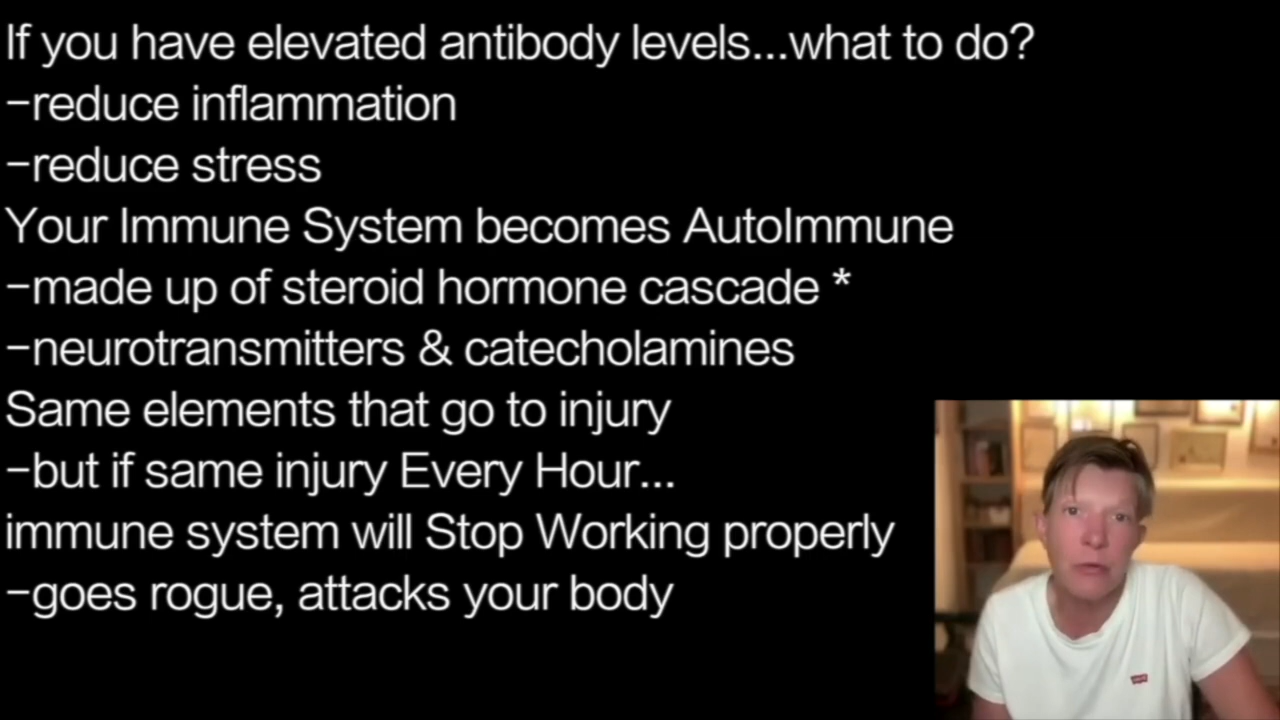 If you have elevated antibody levels...what to do?
-reduce inflammation
-reduce stress
Your Immune System becomes AutoImmune
-made up of steroid hormone cascade *
-neurotransmitters & catecholamines
Same elements that go to injury
-but if same injury Every Hour...
immune system will Stop Working properly
-goes rogue, attacks your body